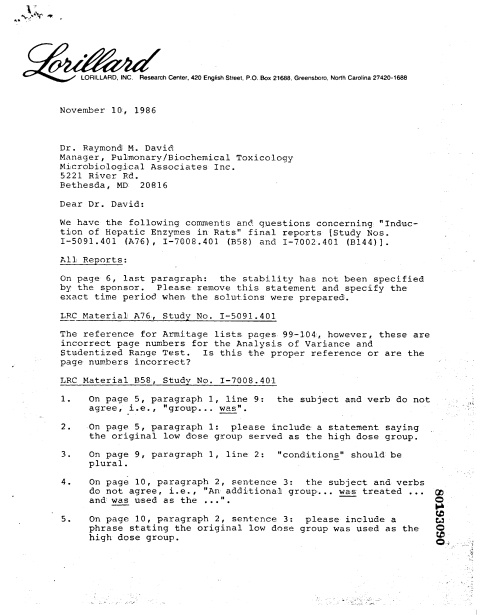 Lorillard
LORILLARD, INC. Research Center, 420 English Street, P.O. Box 21688, Greensboro, North Carolina 27420-1688
November 10, 1986
Dr. Raymond M. David
Manager, Pulmonary/Biochemical Toxicology
Microbiological Associates Inc.
5221 River Rd.
Bethesda, MD 20816
Dear Dr. David:
We have the following comments and questions concerning "Induc-
tion of Hepatic Enzymes in Rats" final reports [Study Nos.
I-5091.401 (A76), I-7008.401 (B58) and I-7002.401 (B144)].
All Reports:
On page 6, last paragraph: the stability has not been specified
by the sponsor. Please remove this statement and specify the
exact time period when the solutions were prepared.
LRC Material A76, Study No. I-5091.401
The reference for Armitage lists pages 99-104, however, these are
incorrect page numbers for the Analysis of Variance and
Studentized Range Test. Is this the proper reference or are the
page numbers incorrect?
LRC Material B58, Study No. I-7008.401
1. On page 5, paragraph 1, line 9: the subject and verb do not
agree, i.e., "group... was".
2. On page 5, paragraph 1: please include a statement saying
the original low dose group served as the high dose group.
3. On page 9, paragraph 1, line 2: "conditions" should be
plural.
4. On page 10, paragraph 2, sentence 3: the subject and verbs
do not agree, i.e., "An additional group... was treated ...
and was used as the ...".
5. On page 10, paragraph 2, sentence 3: please include a
phrase stating the original low dose group was used as the
high dose group.
80193090